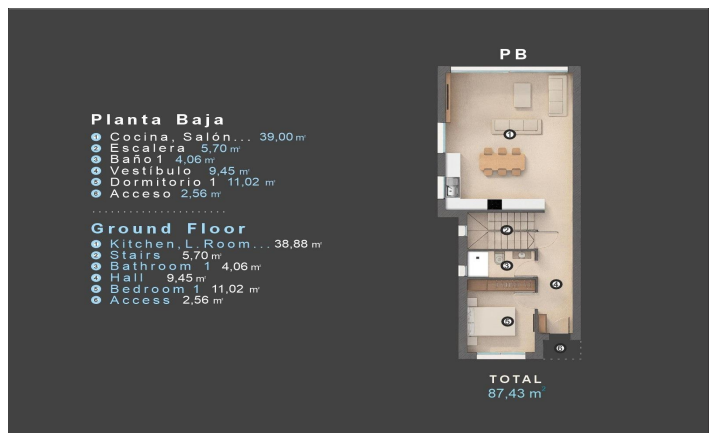 Planta Baja
1 Cocina, Salón... 39,00 m²
2 Escalera 5,70 m²
3 Baño1 4,06 m²
4 Vestíbulo 9,45 m²
5 Dormitorio 1 11,02 m²
6 Acceso 2,56 m²
Ground Floor
1 Kitchen, L. Room... 38,88 m²
2 Stairs 5,70 m²
3 Bathroom 1 4,06 m²
4 Hall 9,45 m²
5 Bedroom 1 11,02 m²
6 Access 2,56 m²
PB
1
2
3
4
5
6
TOTAL
87,43 m²